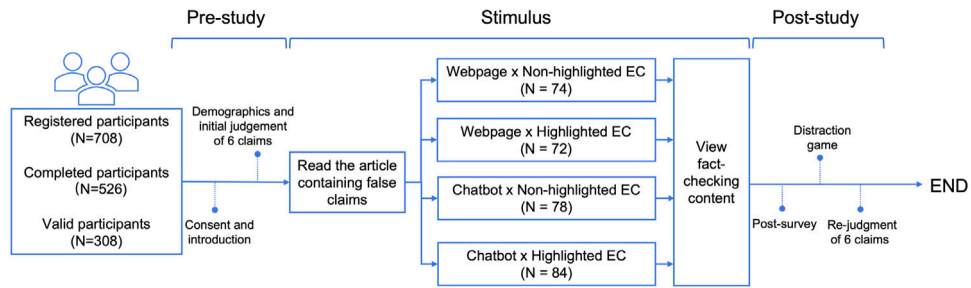 Pre-study
Stimulus
Post-study
Registered participants
(N=708)
Completed participants
(N=526)
Valid participants
(N=308)
Demographics and
initial judgement
of 6 claims
Consent and
introduction
Read the article
containing false
claims
Webpage x Non-highlighted EC
(N = 74)
Webpage x Highlighted EC
(N = 72)
Chatbot x Non-highlighted EC
(N = 78)
Chatbot x Highlighted EC
(N = 84)
View
fact-
checking
content
Distraction
game
Post-survey
Re-judgment
of 6 claims
END